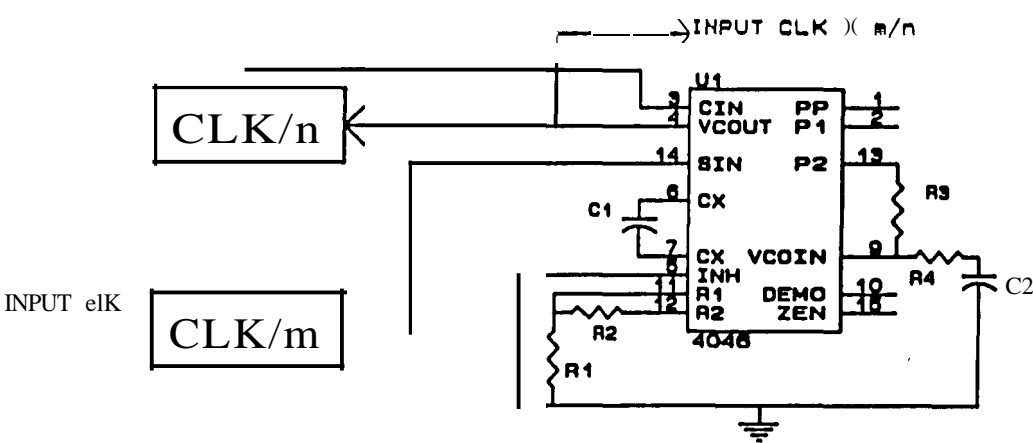 INPUT CLK )( m/n
U1
CLK/n
3 CIN PP 1
4 VCOUT P1 2
14 SIN P2 13
R3
6 CX
C1
7 CX VCOIN 9
R4
C2
5 INH
11 R1 DEMO 10
12 R2 ZEN 15
INPUT elK
CLK/m
R2
4046
R1